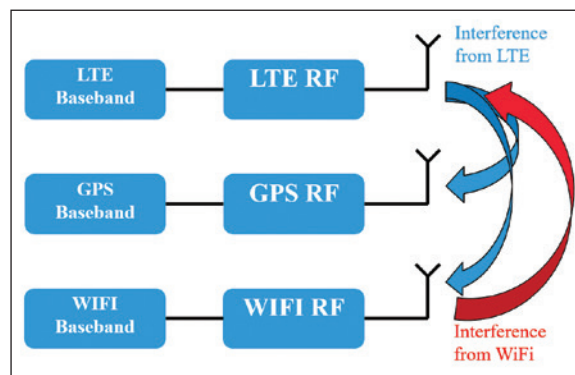 Interference
from LTE
LTE
Baseband
LTE RF
GPS
Baseband
GPS RF
WIFI
Baseband
WIFI RF
Interference
from WiFi